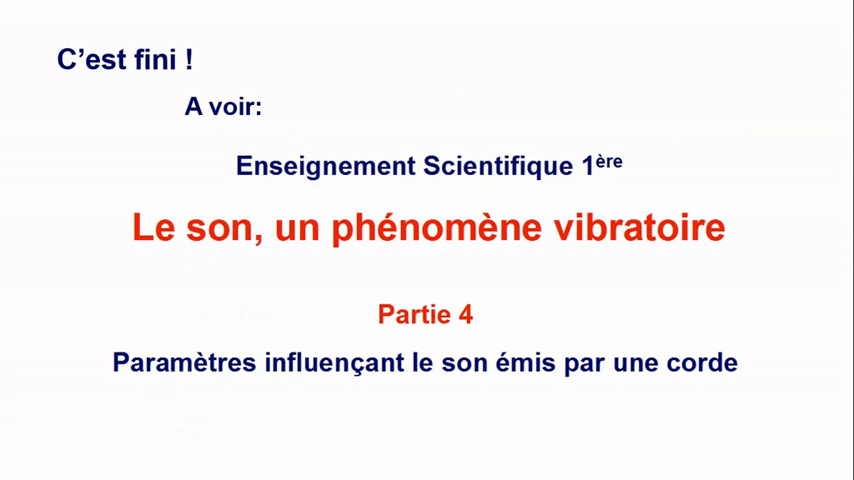 C’est fini !
A voir:
Enseignement Scientifique 1ère
Le son, un phénomène vibratoire
Partie 4
Paramètres influençant le son émis par une corde